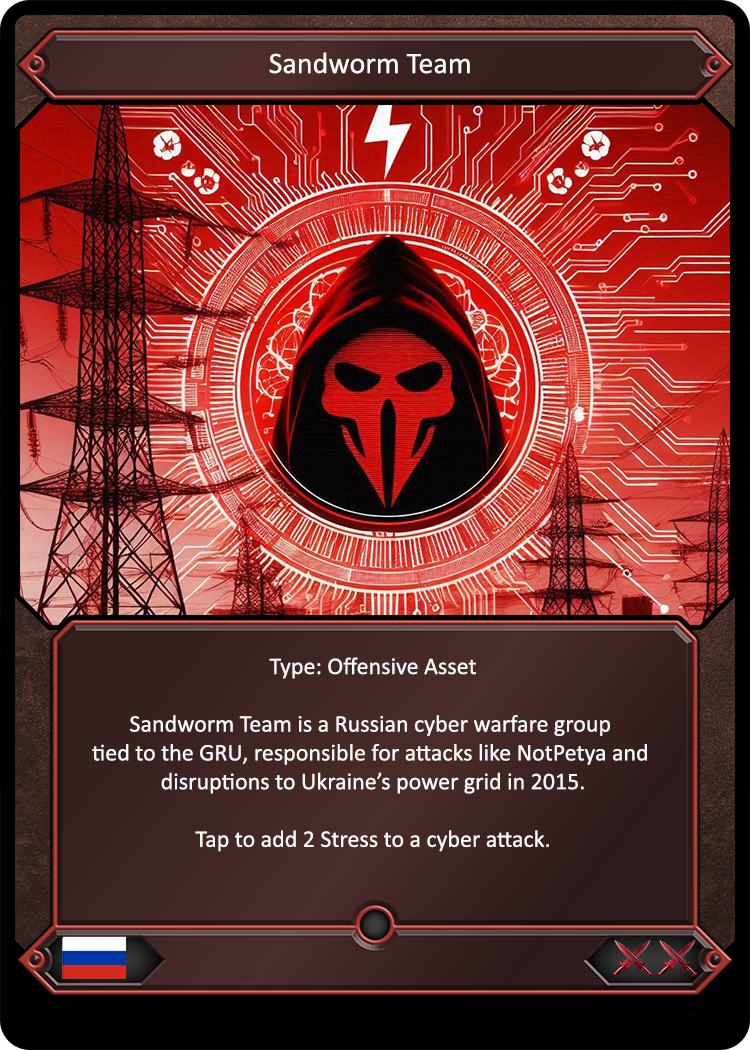 Sandworm Team
Type: Offensive Asset
Sandworm Team is a Russian cyber warfare group
tied to the GRU, responsible for attacks like NotPetya and
disruptions to Ukraine’s power grid in 2015.
Tap to add 2 Stress to a cyber attack.